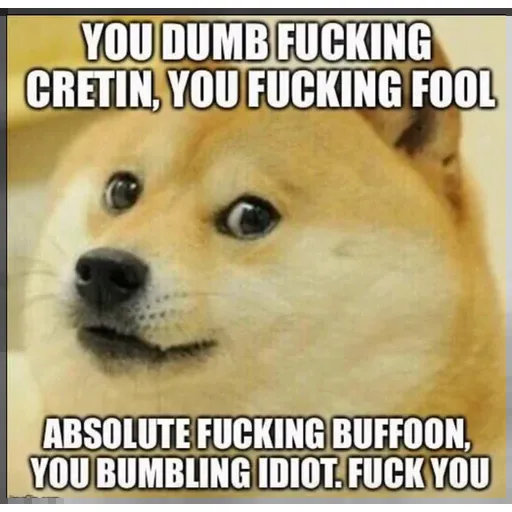 YOU DUMB FUCKING
CRETIN, YOU FUCKING FOOL
ABSOLUTE FUCKING BUFFOON,
YOU BUMBLING IDIOT. FUCK YOU